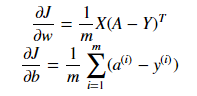 ∂J/∂w = 1/m X(A − Y)^T
∂J/∂b = 1/m ∑_{i=1}^{m} (a^{(i)} − y^{(i)})